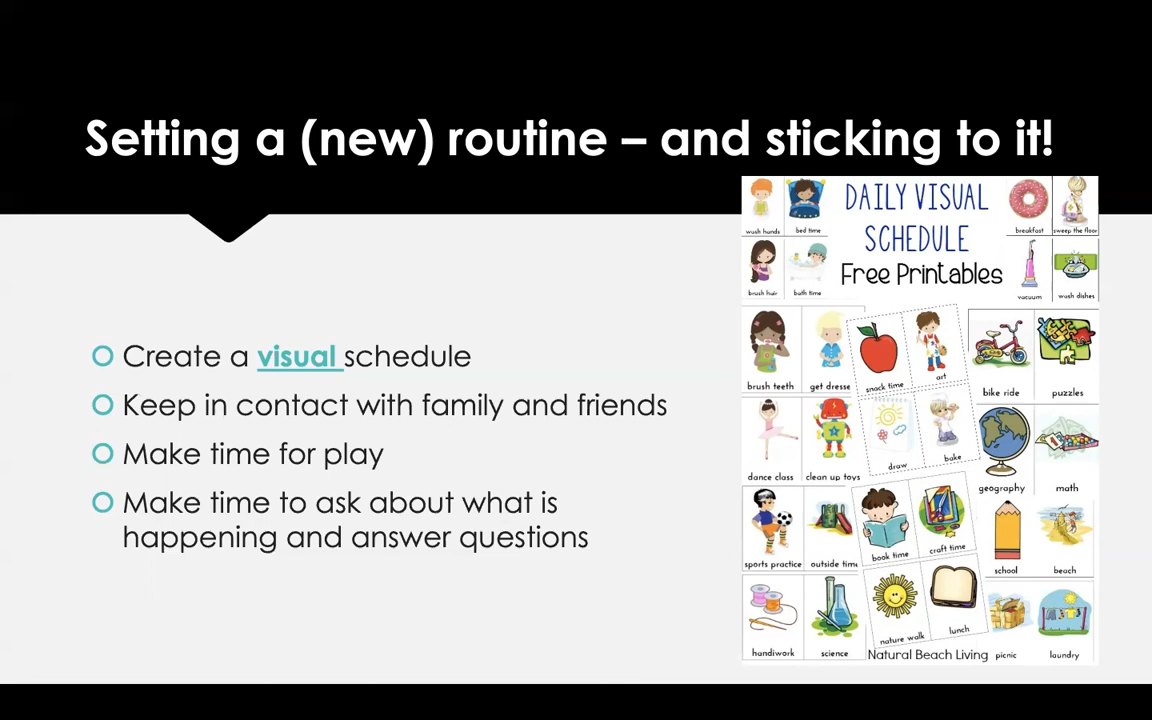 Setting a (new) routine – and sticking to it!
Create a visual schedule
Keep in contact with family and friends
Make time for play
Make time to ask about what is
happening and answer questions
DAILY VISUAL
SCHEDULE
Free Printables
wash hands
bed time
breakfast
sweep the floor
brush hair
bath time
vacuum
wash dishes
brush teeth
get dresse
snack time
art
bike ride
puzzles
dance class
clean up toys
draw
bake
geography
math
sports practice
outside time
book time
craft time
school
beach
handiwork
science
nature walk
lunch
picnic
laundry
Natural Beach Living